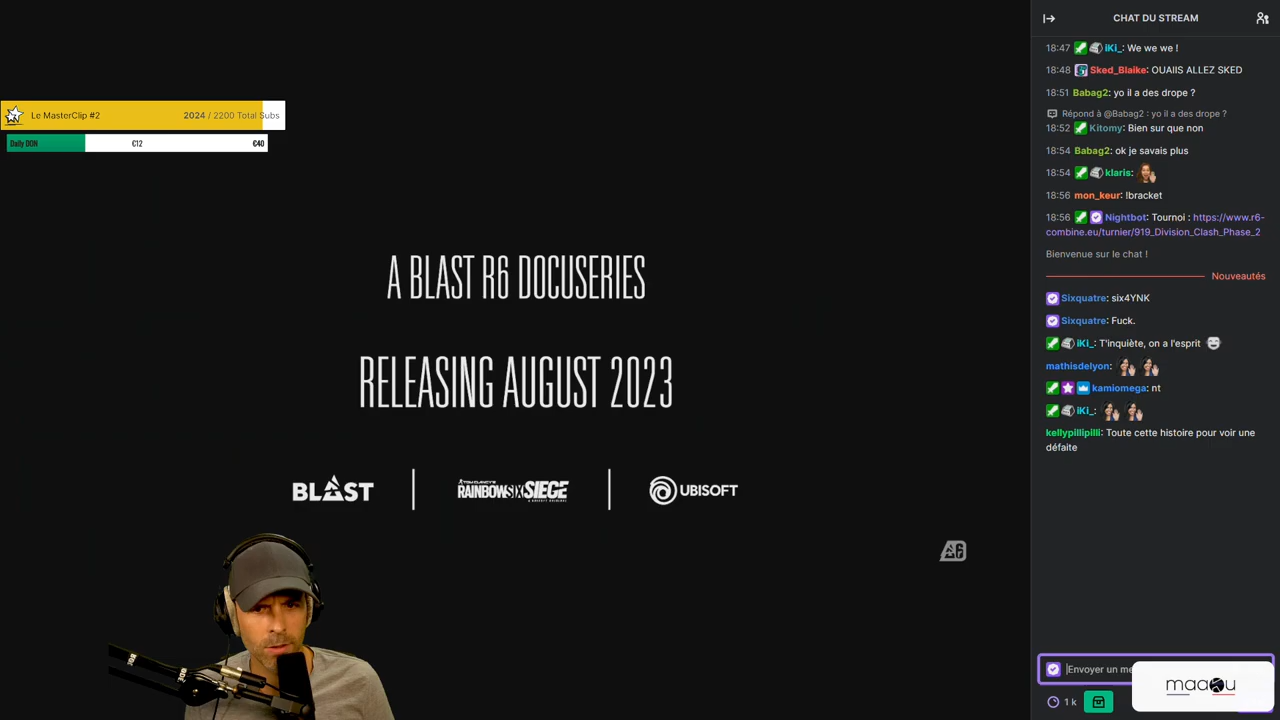 Le MasterClip #2
2024 / 2200 Total Subs
Daily DON
€12
€40
A BLAST R6 DOCUSERIES
RELEASING AUGUST 2023
BLAST
RAINBOWSIX SIEGE
UBISOFT
CHAT DU STREAM
18:47 iKi_: We we we !
18:48 Sked_Blaike: OUAIIS ALLEZ SKED
18:51 Babag2: yo il a des drope ?
Répond à @Babag2 : yo il a des drope ?
18:52 Kitomy: Bien sur que non
18:54 Babag2: ok je savais plus
18:54 klaris:
18:56 mon_keur: !bracket
18:56 Nightbot: Tournoi : https://www.r6-
combine.eu/turnier/919_Division_Clash_Phase_2
Bienvenue sur le chat !
Nouveautés
Sixquatre: six4YNK
Sixquatre: Fuck.
iKi_: T'inquiète, on a l'esprit
mathisdelyon:
kamiomega: nt
iKi_:
kellypillipilli: Toute cette histoire pour voir une
défaite
Envoyer un me
1 k
maaou